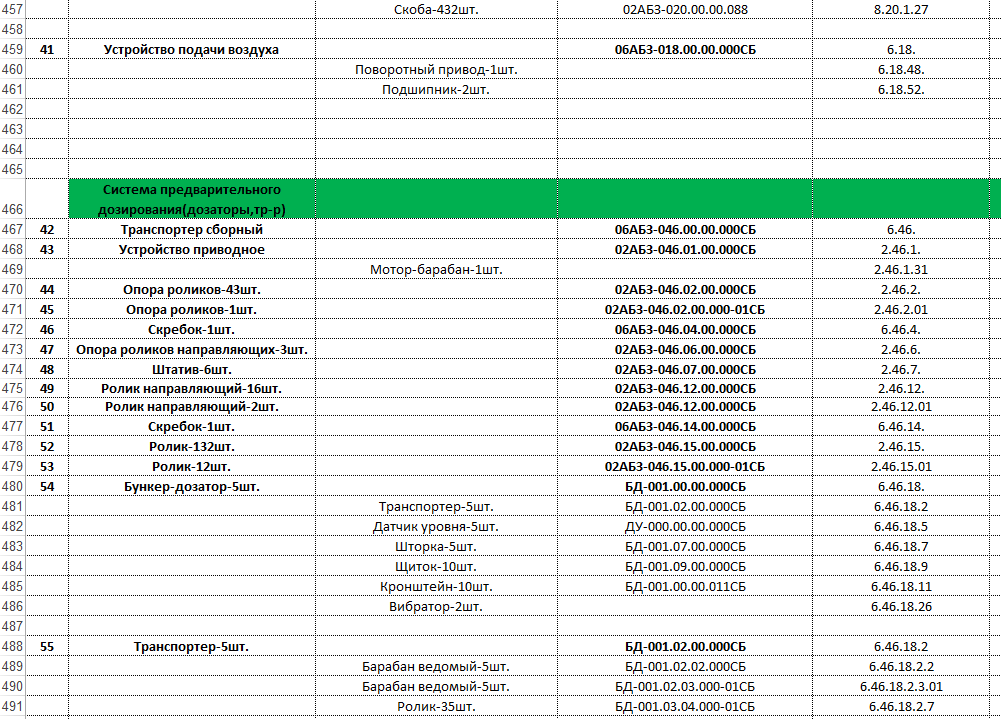 457 Скоба-432шт. 02АБЗ-020.00.00.088 8.20.1.27
458
459 41 Устройство подачи воздуха 06АБЗ-018.00.00.000СБ 6.18.
460 Поворотный привод-1шт. 6.18.48.
461 Подшипник-2шт. 6.18.52.
462
463
464
465
Система предварительного
466 дозирования(дозаторы,тр-р)
467 42 Транспортер сборный 06АБЗ-046.00.00.000СБ 6.46.
468 43 Устройство приводное 02АБЗ-046.01.00.000СБ 2.46.1.
469 Мотор-барабан-1шт. 2.46.1.31
470 44 Опора роликов-43шт. 02АБЗ-046.02.00.000СБ 2.46.2.
471 45 Опора роликов-1шт. 02АБЗ-046.02.00.000-01СБ 2.46.2.01
472 46 Скребок-1шт. 06АБЗ-046.04.00.000СБ 6.46.4.
473 47 Опора роликов направляющих-3шт. 02АБЗ-046.06.00.000СБ 2.46.6.
474 48 Штатив-6шт. 02АБЗ-046.07.00.000СБ 2.46.7.
475 49 Ролик направляющий-16шт. 02АБЗ-046.12.00.000СБ 2.46.12.
476 50 Ролик направляющий-2шт. 02АБЗ-046.12.00.000СБ 2.46.12.01
477 51 Скребок-1шт. 06АБЗ-046.14.00.000СБ 6.46.14.
478 52 Ролик-132шт. 02АБЗ-046.15.00.000СБ 2.46.15.
479 53 Ролик-12шт. 02АБЗ-046.15.00.000-01СБ 2.46.15.01
480 54 Бункер-дозатор-5шт. БД-001.00.00.000СБ 6.46.18.
481 Транспортер-5шт. БД-001.02.00.000СБ 6.46.18.2
482 Датчик уровня-5шт. ДУ-000.00.00.000СБ 6.46.18.5
483 Шторка-5шт. БД-001.07.00.000СБ 6.46.18.7
484 Щиток-10шт. БД-001.09.00.000СБ 6.46.18.9
485 Кронштейн-10шт. БД-001.00.00.011СБ 6.46.18.11
486 Вибратор-2шт. 6.46.18.26
487
488 55 Транспортер-5шт. БД-001.02.00.000СБ 6.46.18.2
489 Барабан ведомый-5шт. БД-001.02.02.000СБ 6.46.18.2.2
490 Барабан ведомый-5шт. БД-001.02.03.000-01СБ 6.46.18.2.3.01
491 Ролик-35шт. БД-001.03.04.000-01СБ 6.46.18.2.7